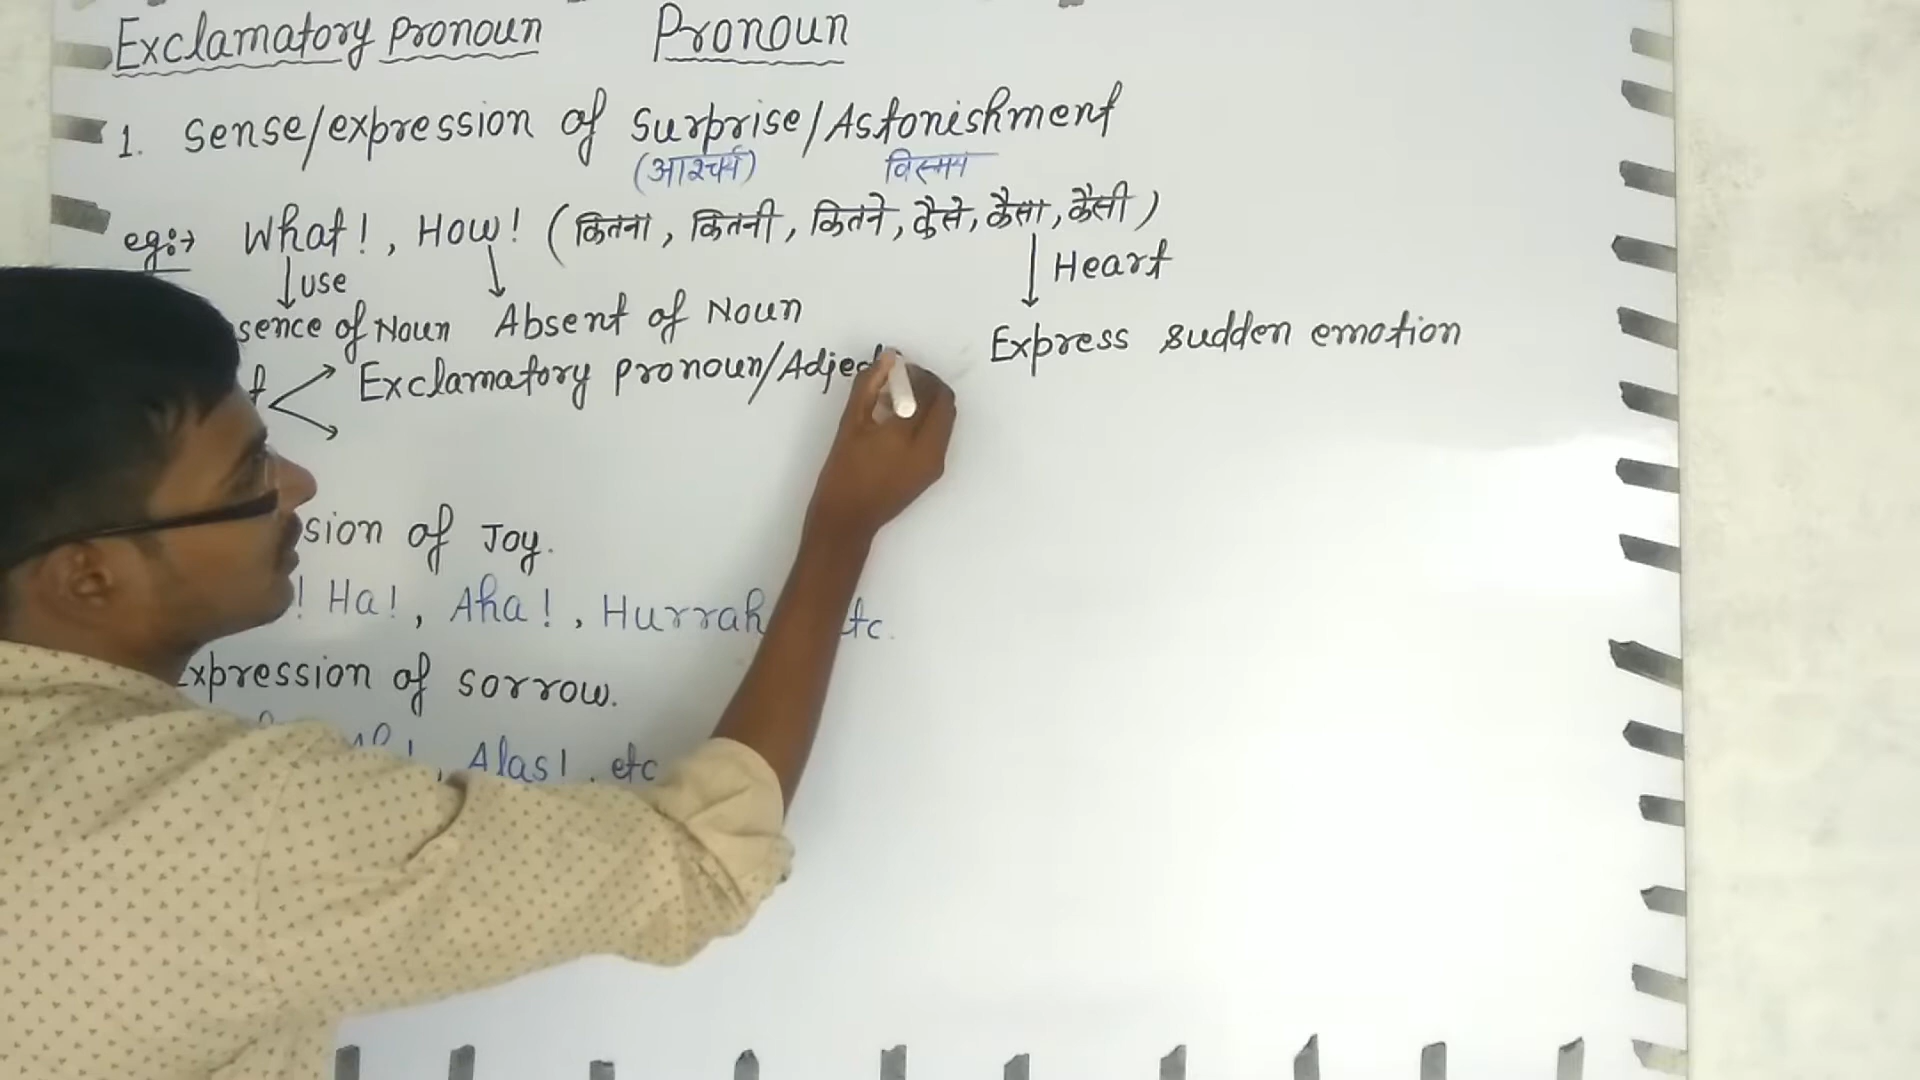 Exclamatory pronoun Pronoun
1. sense/expression of surprise/Astonishment
(आश्चर्य) विस्मय
eg:→ What!, How! (कितना, कितनी, कितने, कैसे, कैसा, कैसी)
use Heart
sence of Noun Absent of Noun
Express sudden emotion
Exclamatory pronoun/Adjec
sion of Joy.
! Ha!, Aha!, Hurrah tc.
xpression of sorrow.
!, Alas!, etc